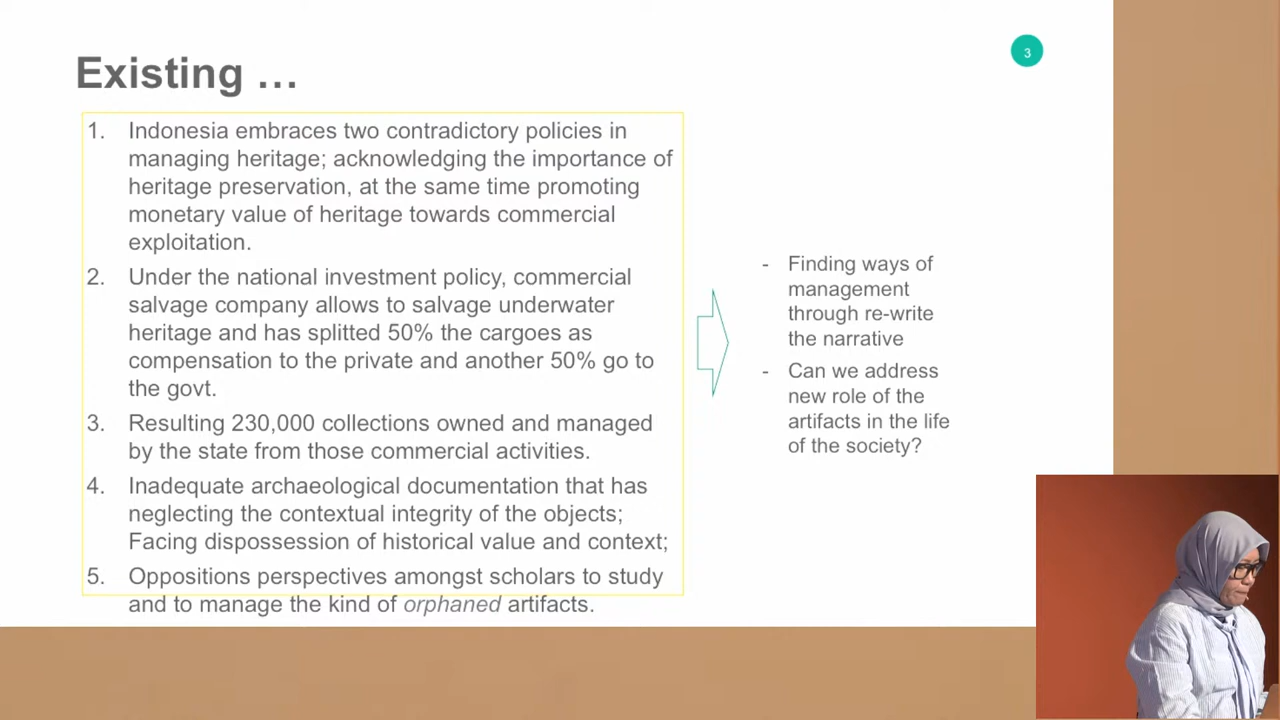 Existing …
3
1. Indonesia embraces two contradictory policies in
managing heritage; acknowledging the importance of
heritage preservation, at the same time promoting
monetary value of heritage towards commercial
exploitation.
2. Under the national investment policy, commercial
salvage company allows to salvage underwater
heritage and has splitted 50% the cargoes as
compensation to the private and another 50% go to
the govt.
3. Resulting 230,000 collections owned and managed
by the state from those commercial activities.
4. Inadequate archaeological documentation that has
neglecting the contextual integrity of the objects;
Facing dispossession of historical value and context;
5. Oppositions perspectives amongst scholars to study
and to manage the kind of orphaned artifacts.
- Finding ways of
management
through re-write
the narrative
- Can we address
new role of the
artifacts in the life
of the society?